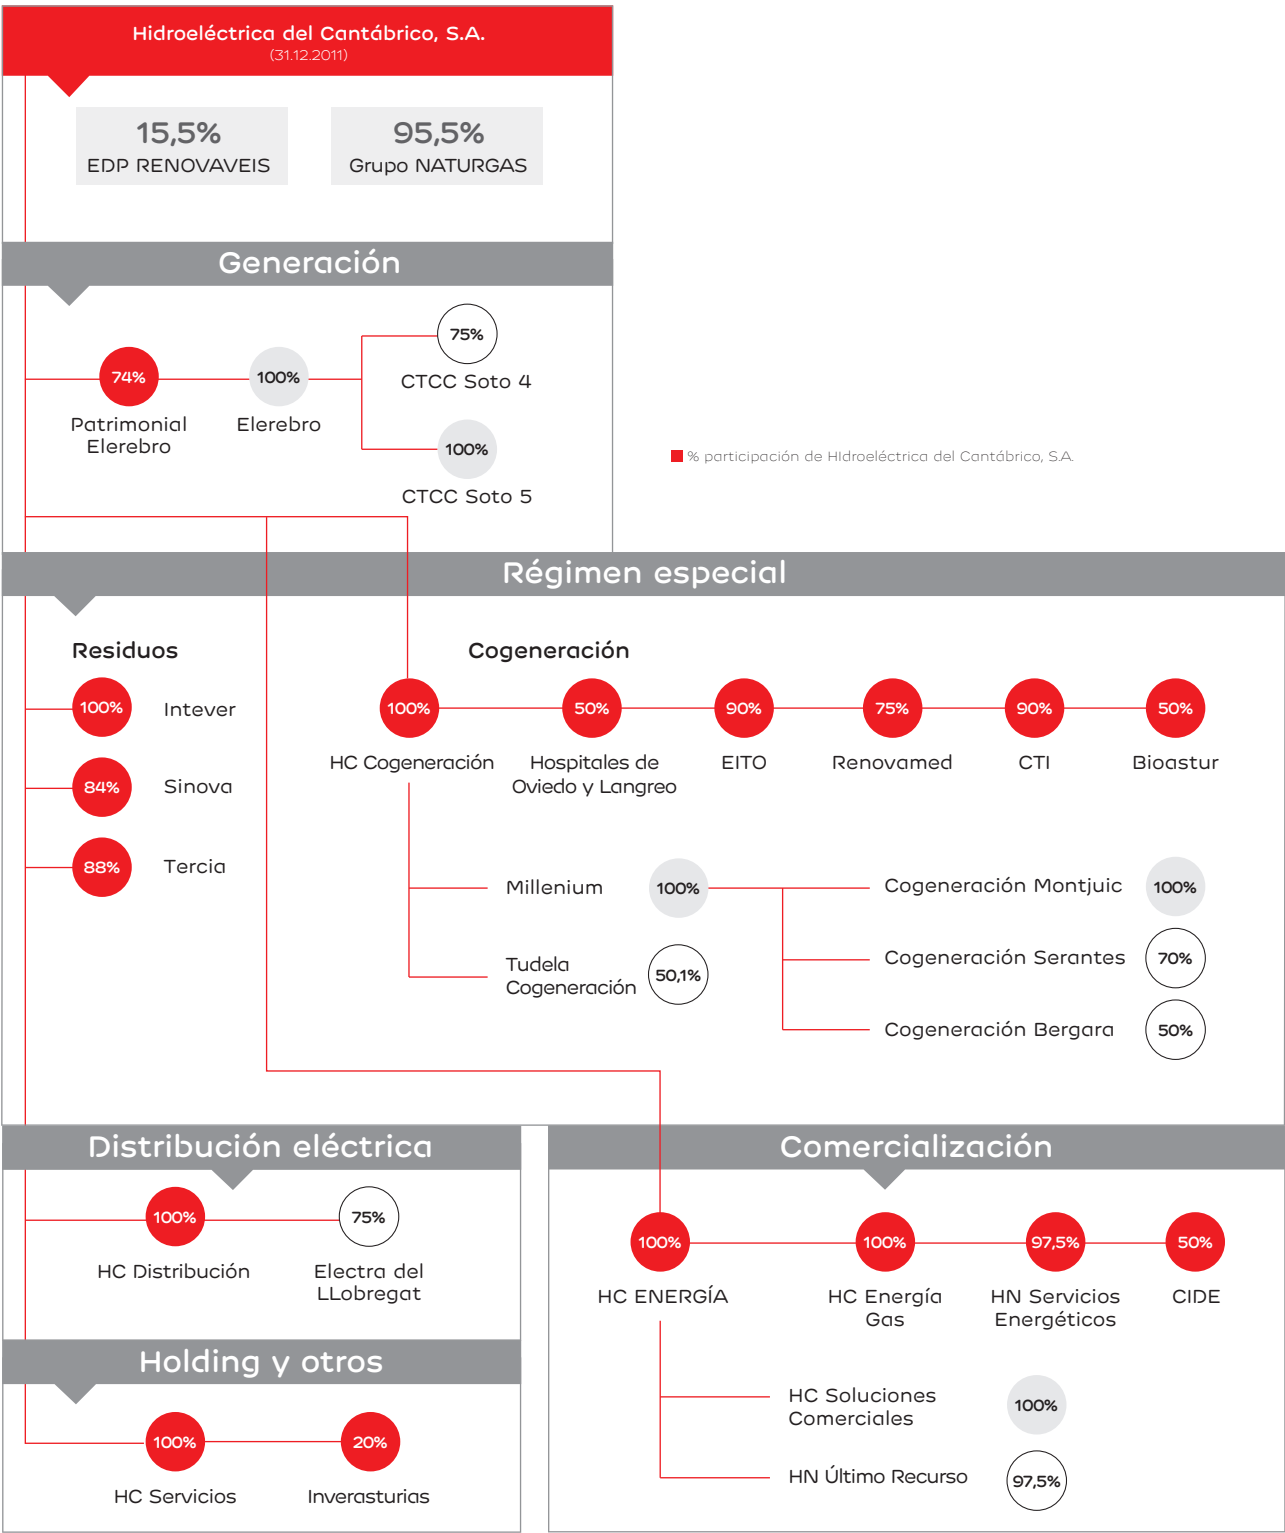 Hidroeléctrica del Cantábrico, S.A.
(31.12.2011)
15,5%
EDP RENOVAVEIS
95,5%
Grupo NATURGAS
Generación
74%
Patrimonial
Elerebro
100%
Elerebro
75%
CTCC Soto 4
100%
CTCC Soto 5
% participación de HIdroeléctrica del Cantábrico, S.A.
Régimen especial
Residuos
100%
Intever
84%
Sinova
88%
Tercia
Cogeneración
100%
HC Cogeneración
50%
Hospitales de
Oviedo y Langreo
90%
EITO
75%
Renovamed
90%
CTI
50%
Bioastur
Millenium
100%
Tudela
Cogeneración
50,1%
Cogeneración Montjuic
100%
Cogeneración Serantes
70%
Cogeneración Bergara
50%
Distribución eléctrica
100%
HC Distribución
75%
Electra del
LLobregat
Holding y otros
100%
HC Servicios
20%
Inverasturias
Comercialización
100%
HC ENERGÍA
100%
HC Energía
Gas
97,5%
HN Servicios
Energéticos
50%
CIDE
HC Soluciones
Comerciales
100%
HN Último Recurso
97,5%